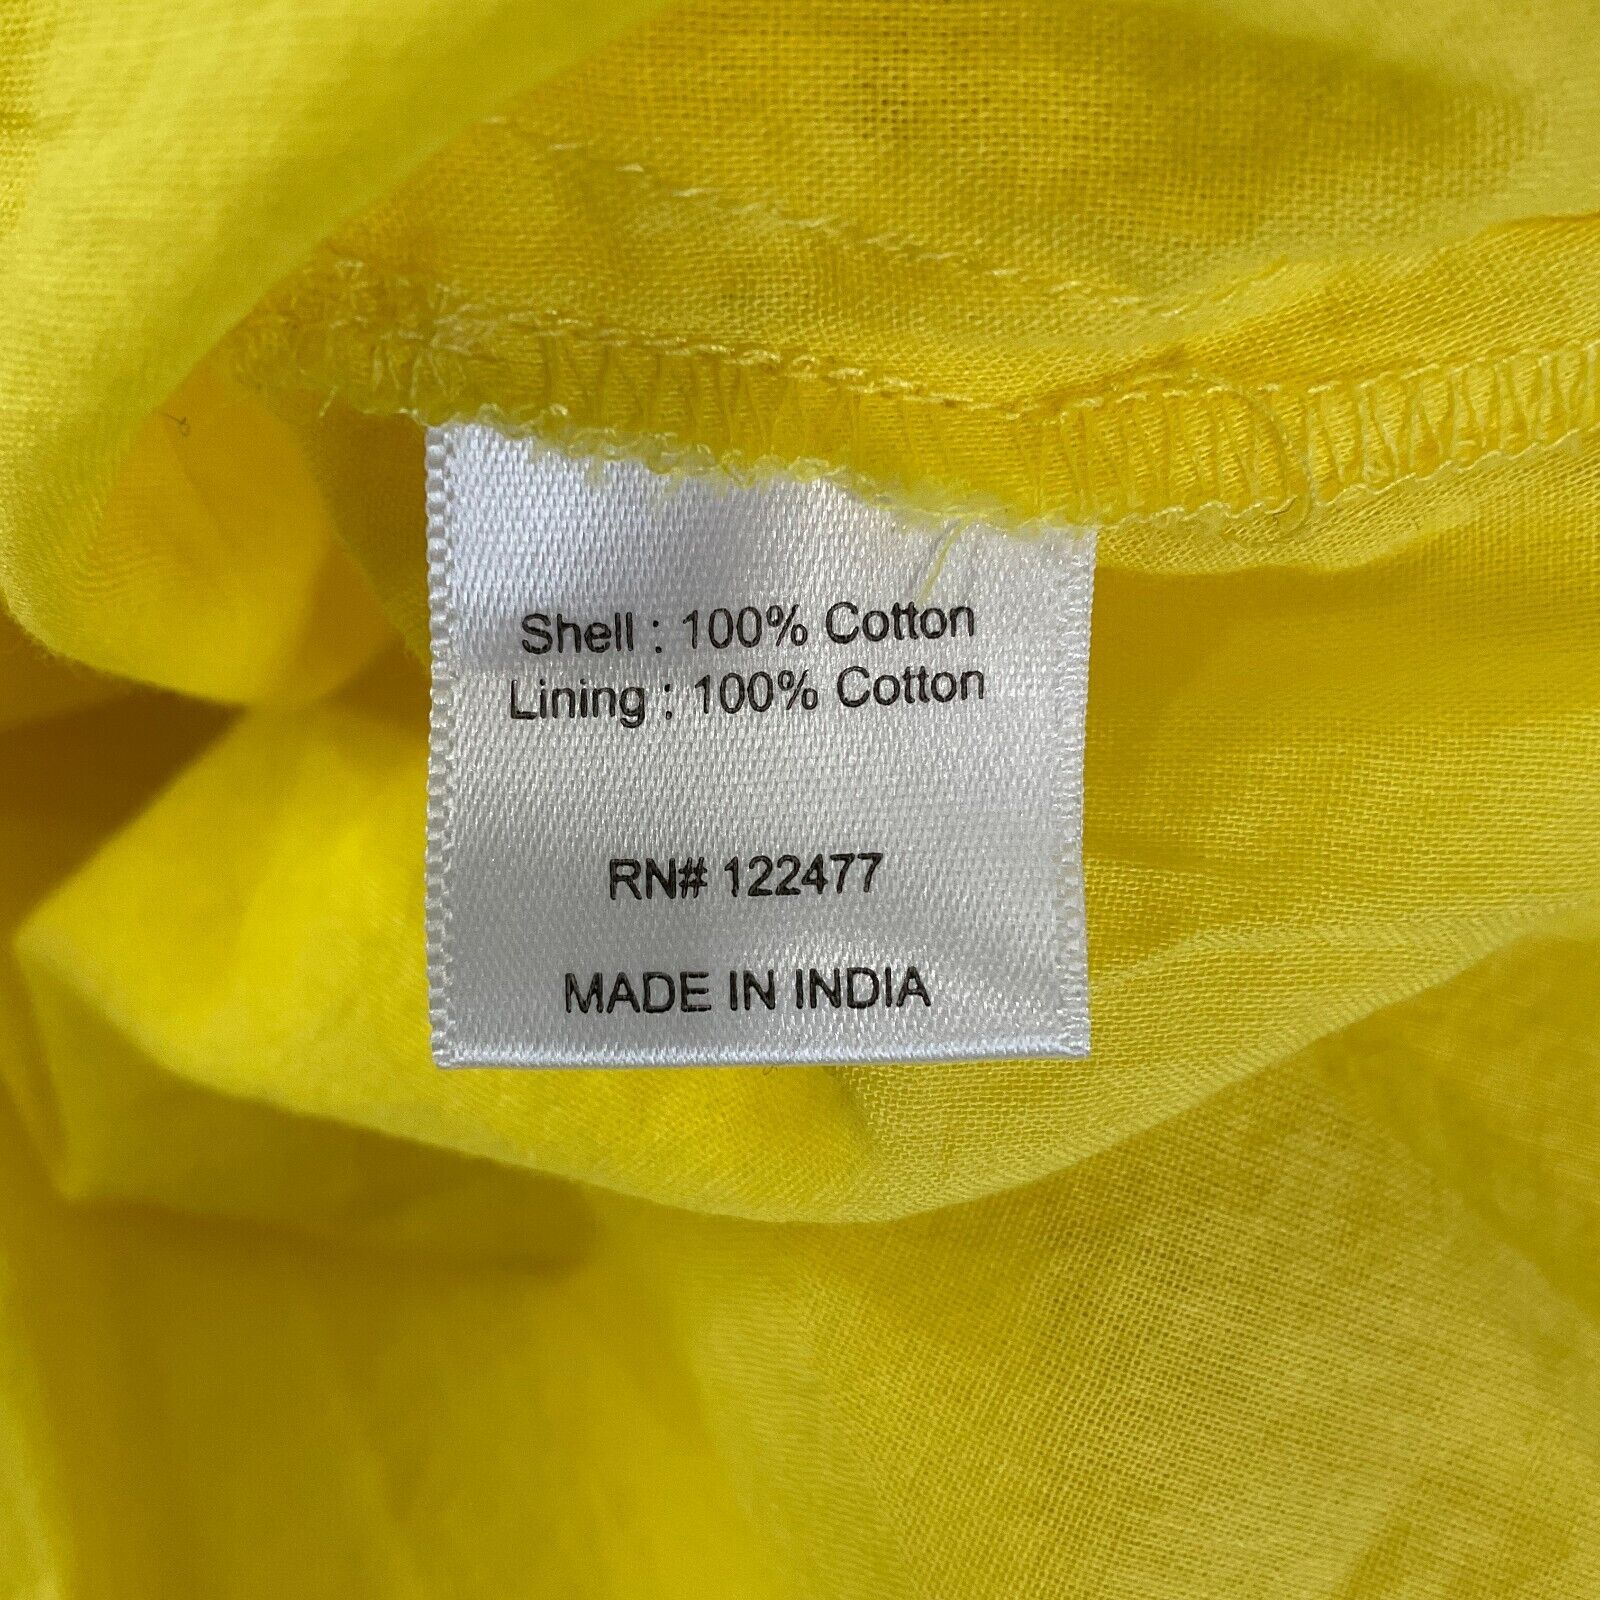 Shell : 100% Cotton
Lining : 100% Cotton
RN# 122477
MADE IN INDIA